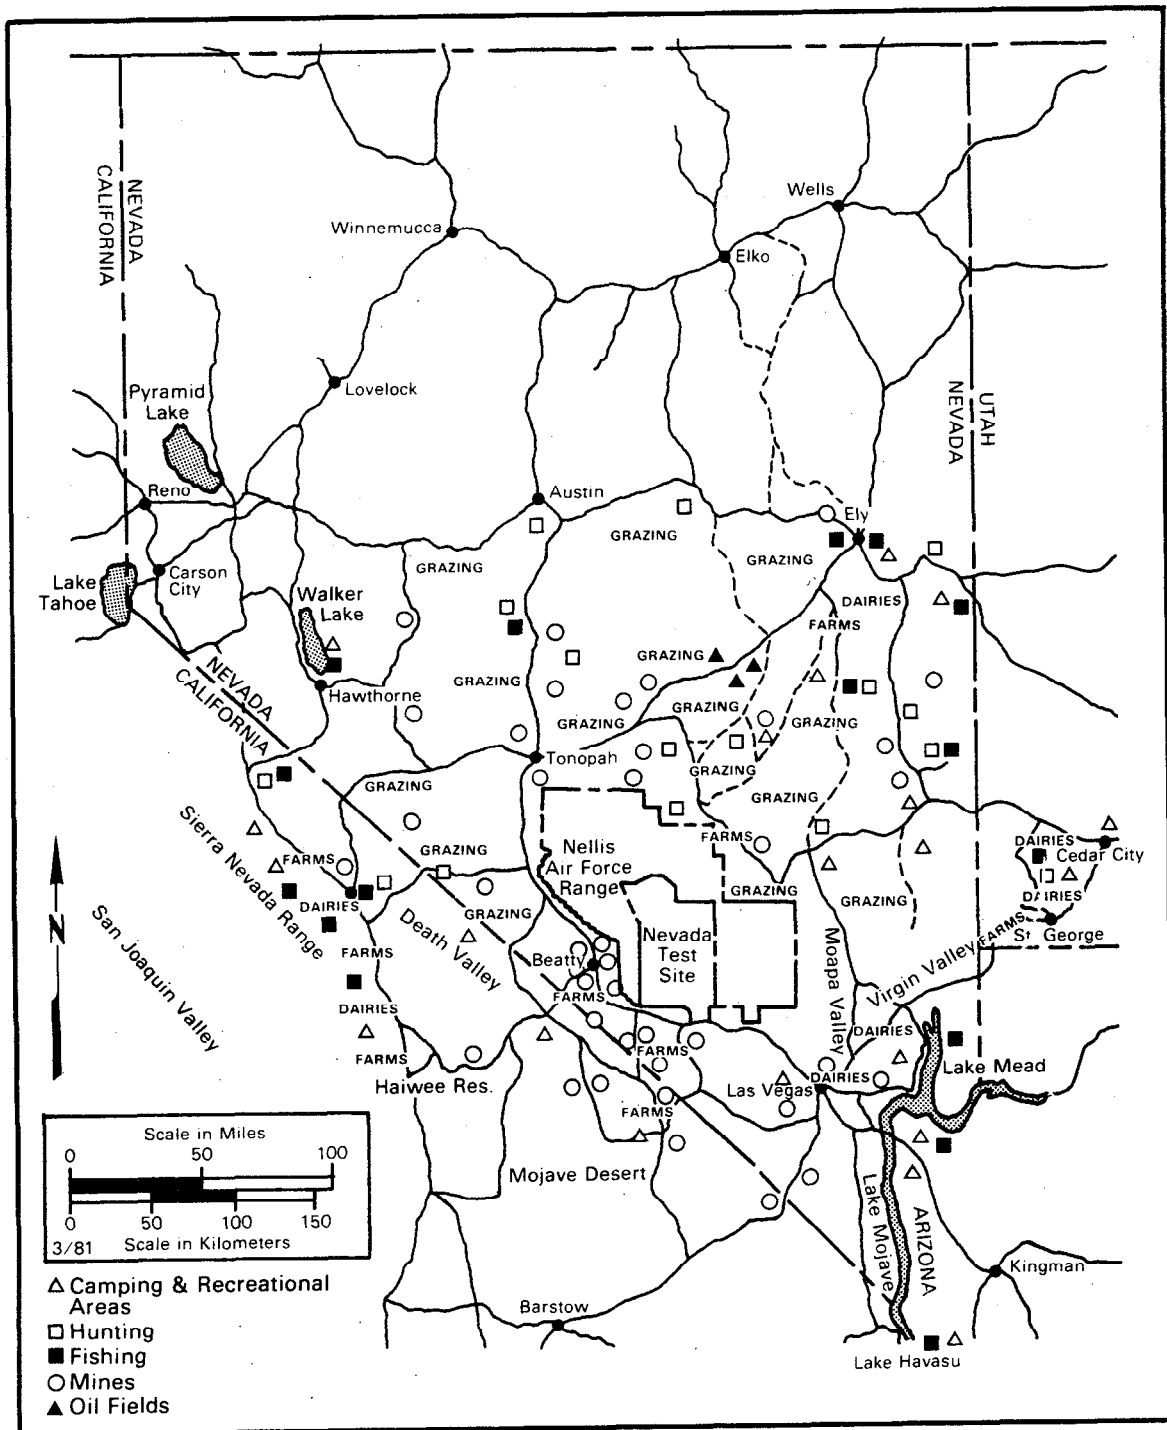 Wells
NEVADA
CALIFORNIA
Winnemucca
Elko
Pyramid
Lake
Lovelock
UTAH
NEVADA
Reno
Austin
Ely
GRAZING
GRAZING
GRAZING
Lake
Tahoe
Carson
City
Walker
Lake
DAIRIES
FARMS
NEVADA
CALIFORNIA
GRAZING
GRAZING
Hawthorne
GRAZING
GRAZING
GRAZING
Tonopah
GRAZING
GRAZING
GRAZING
Sierra Nevada Range
FARMS
DAIRIES
Cedar City
Nellis
Air Force
Range
GRAZING
FARMS
GRAZING
DAIRIES
DAIRIES
GRAZING
GRAZING
FARMS
St. George
San Joaquin Valley
N
Death Valley
FARMS
Nevada
Test
Site
Moapa Valley
Virgin Valley
Beatty
FARMS
DAIRIES
DAIRIES
FARMS
FARMS
Lake Mead
Haiwee Res.
Las Vegas
DAIRIES
FARMS
Mojave Desert
Lake Mojave
ARIZONA
Kingman
Barstow
Lake Havasu
Scale in Miles
0 50 100
0 50 100 150
3/81 Scale in Kilometers
Camping & Recreational
Areas
Hunting
Fishing
Mines
Oil Fields